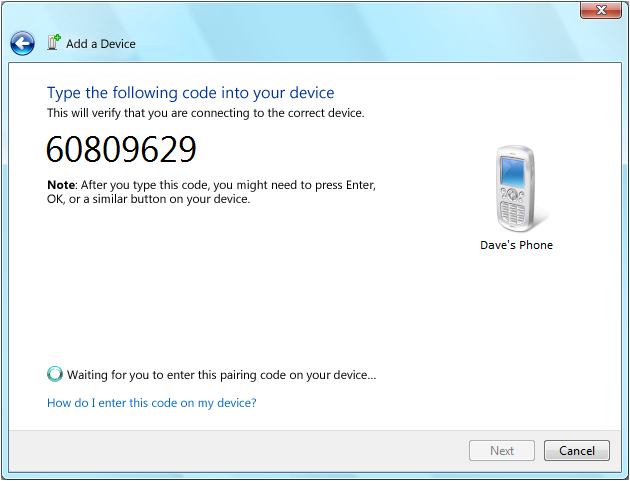 Add a Device
Type the following code into your device
This will verify that you are connecting to the correct device.
60809629
Note: After you type this code, you might need to press Enter,
OK, or a similar button on your device.
Dave's Phone
Waiting for you to enter this pairing code on your device...
How do I enter this code on my device?
Next
Cancel